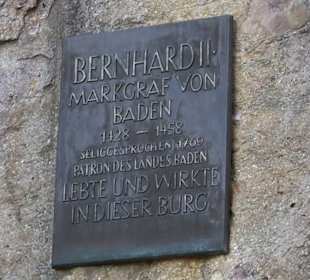 BERNHARD II·
MARKGRAF VON
BADEN
1428 – 1458
SELIGGESPROCHEN 1769
PATRON DES LANDES BADEN
LEBTE UND WIRKTE
IN DIESER BURG